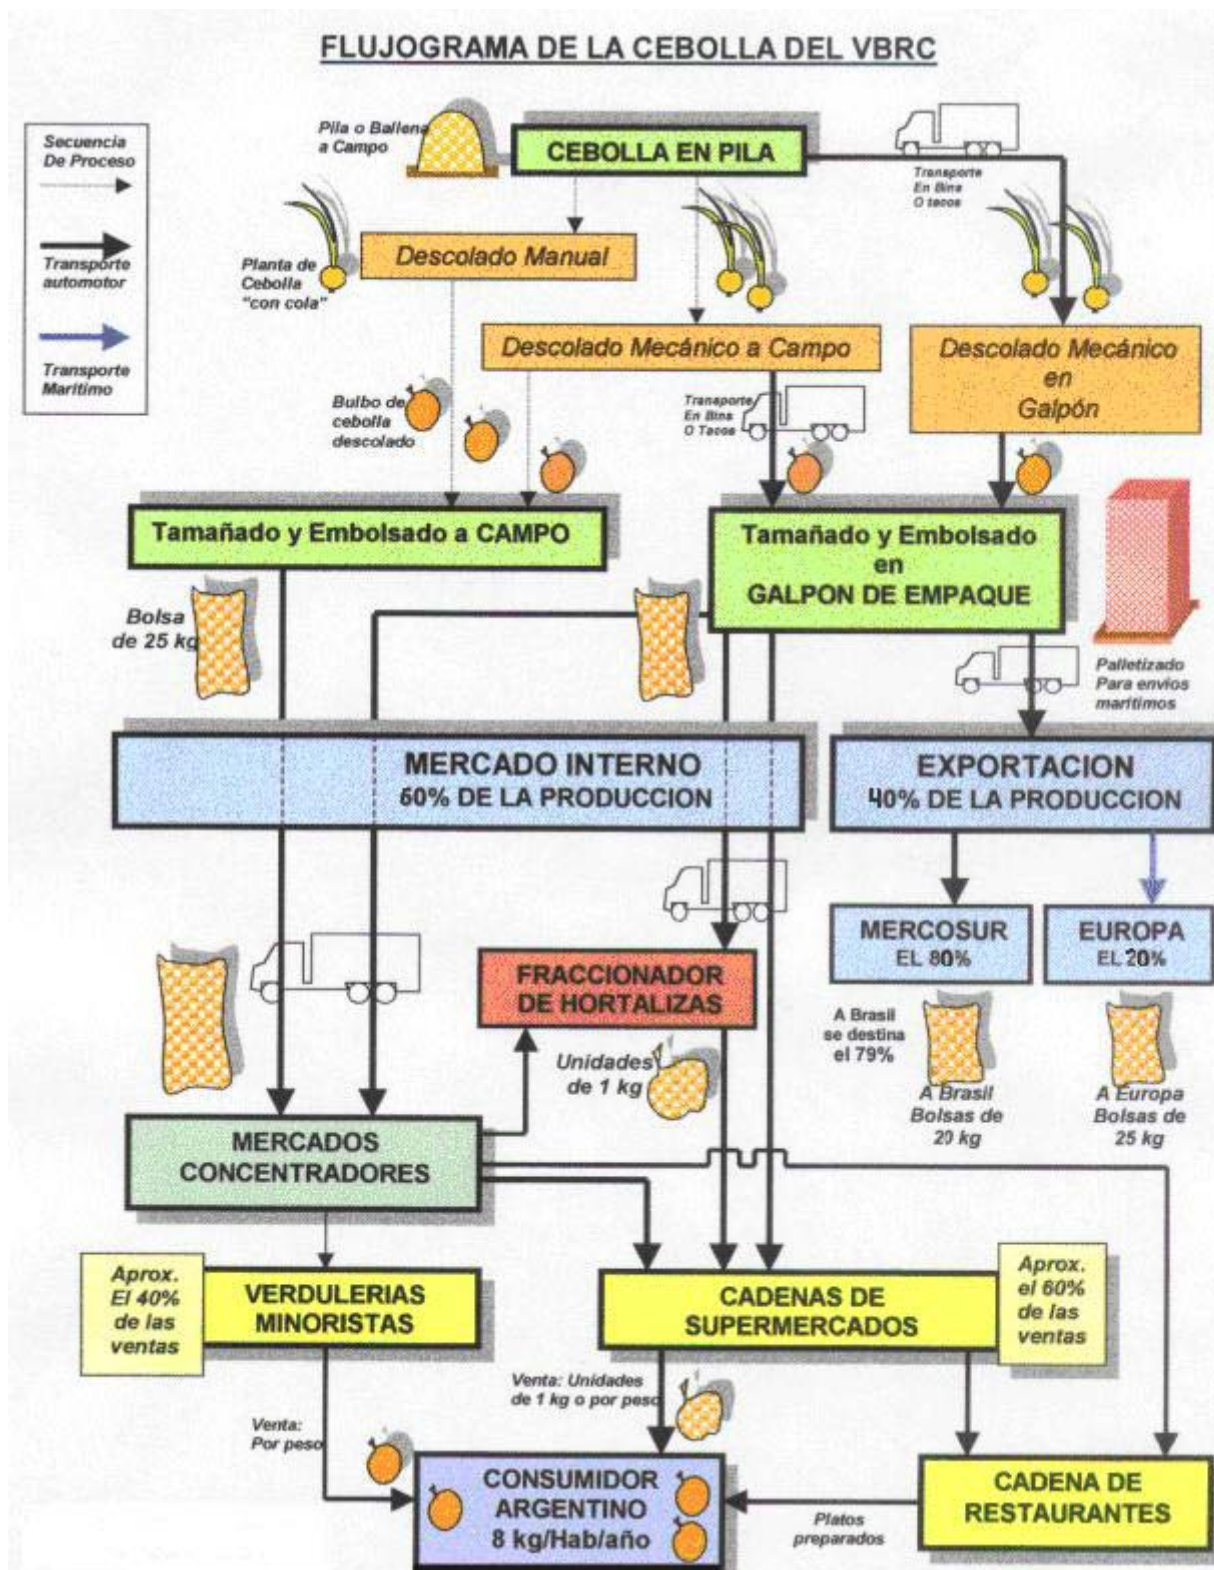 FLUJOGRAMA DE LA CEBOLLA DEL VBRC
Secuencia
De Proceso
Transporte
automotor
Transporte
Marítimo
Pila o Ballena
a Campo
CEBOLLA EN PILA
Transporte
En Bins
O tacos
Planta de
Cebolla
"con cola"
Descolado Manual
Descolado Mecánico a Campo
Descolado Mecánico
en
Galpón
Bulbo de
cebolla
descolado
Transporte
En Bins
O Tacos
Tamañado y Embolsado a CAMPO
Tamañado y Embolsado
en
GALPON DE EMPAQUE
Bolsa
de 25 kg
Palletizado
Para envios
marítimos
MERCADO INTERNO
60% DE LA PRODUCCION
EXPORTACION
40% DE LA PRODUCCION
MERCOSUR
EL 80%
EUROPA
EL 20%
FRACCIONADOR
DE HORTALIZAS
A Brasil
se destina
el 79%
Unidades
de 1 kg
A Brasil
Bolsas de
20 kg
A Europa
Bolsas de
25 kg
MERCADOS
CONCENTRADORES
Aprox.
El 40%
de las
ventas
VERDULERIAS
MINORISTAS
CADENAS DE
SUPERMERCADOS
Aprox.
el 60%
de las
ventas
Venta: Unidades
de 1 kg o por peso
Venta:
Por peso
CONSUMIDOR
ARGENTINO
8 kg/Hab/año
Platos
preparados
CADENA DE
RESTAURANTES